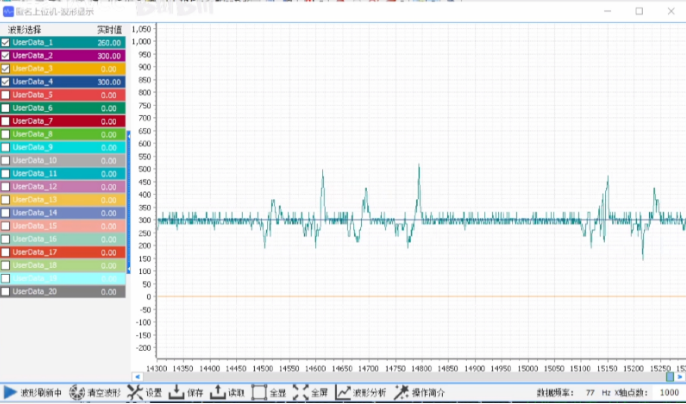 匿名上位机-波形显示
BiliBili
波形选择 实时值
UserData_1 260.00
UserData_2 300.00
UserData_3 0.00
UserData_4 300.00
UserData_5 0.00
UserData_6 0.00
UserData_7 0.00
UserData_8 0.00
UserData_9 0.00
UserData_10 0.00
UserData_11 0.00
UserData_12 0.00
UserData_13 0.00
UserData_14 0.00
UserData_15 0.00
UserData_16 0.00
UserData_17 0.00
UserData_18 0.00
UserData_20 0.00
1,050
1,000
950
900
850
800
750
700
650
600
550
500
450
400
350
300
250
200
150
100
50
0
-50
-100
-150
-200
14300 14350 14400 14450 14500 14550 14600 14650 14700 14750 14800 14850 14900 14950 15000 15050 15100 15150 15200 15250
波形刷新中 清空波形 设置 保存 读取 全显 全屏 波形分析 操作简介 数据频率: 77 Hz X轴点数: 1000